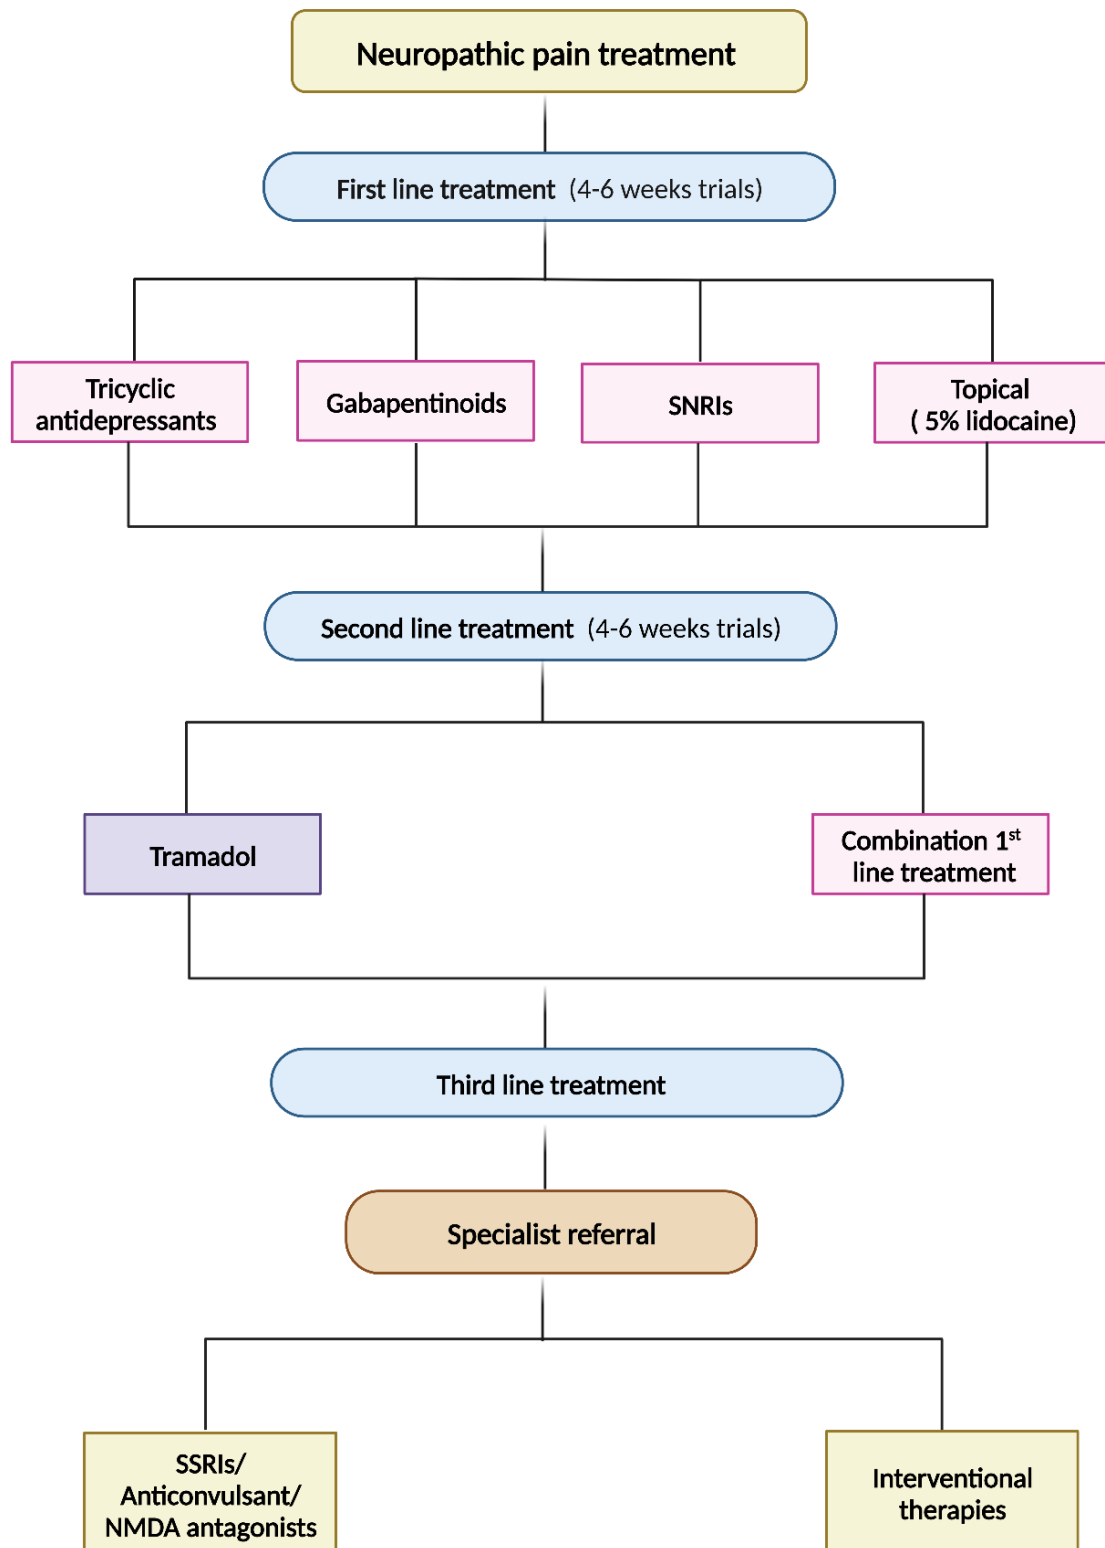 Neuropathic pain treatment
First line treatment (4-6 weeks trials)
Tricyclic
antidepressants
Gabapentinoids
SNRIs
Topical
( 5% lidocaine)
Second line treatment (4-6 weeks trials)
Tramadol
Combination 1st
line treatment
Third line treatment
Specialist referral
SSRIs/
Anticonvulsant/
NMDA antagonists
Interventional
therapies